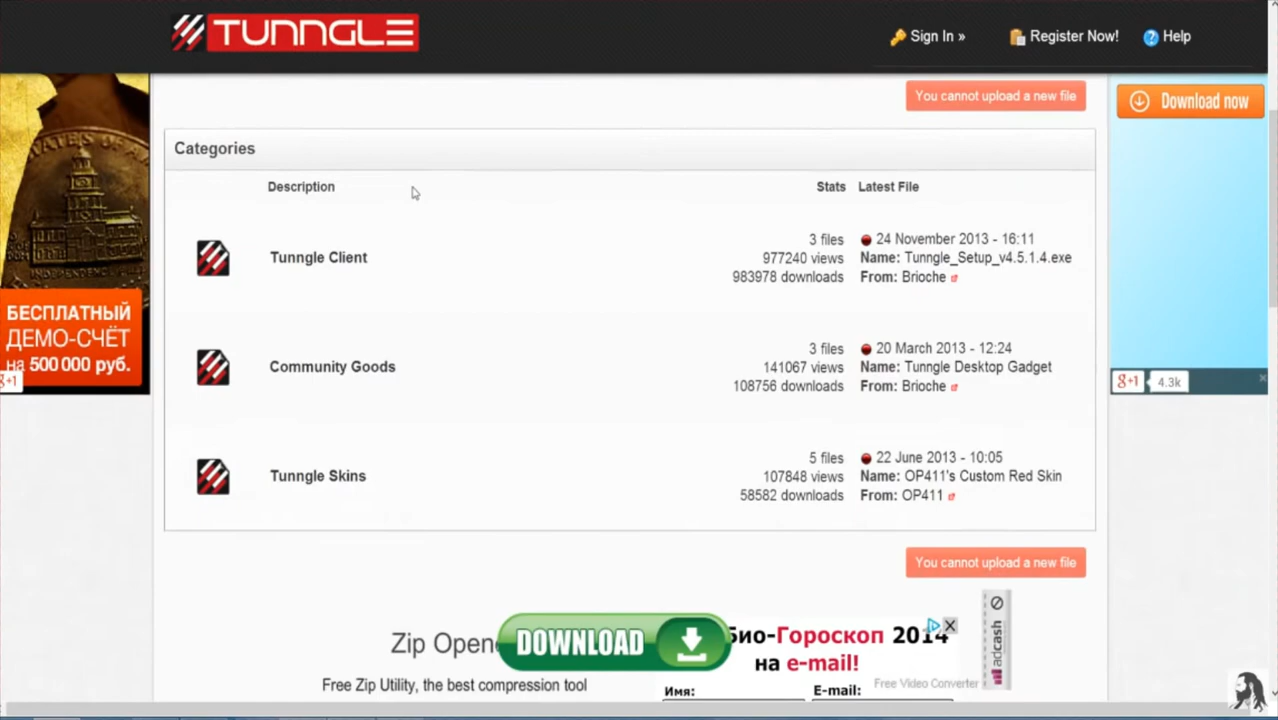 TUNNGLE
Sign In »
Register Now!
Help
You cannot upload a new file
Download now
Categories
Description
Stats
Latest File
Tunngle Client
3 files
977240 views
983978 downloads
24 November 2013 - 16:11
Name: Tunngle_Setup_v4.5.1.4.exe
From: Brioche
БЕСПЛАТНЫЙ
ДЕМО-СЧЁТ
на 500 000 руб.
Community Goods
3 files
141067 views
108756 downloads
20 March 2013 - 12:24
Name: Tunngle Desktop Gadget
From: Brioche
+1
g+1
4.3k
Tunngle Skins
5 files
107848 views
58582 downloads
22 June 2013 - 10:05
Name: OP411's Custom Red Skin
From: OP411
You cannot upload a new file
Zip Opene
DOWNLOAD
Free Zip Utility, the best compression tool
Био-Гороскоп 2014
на e-mail!
Имя:
E-mail:
Free Video Converter
adcash